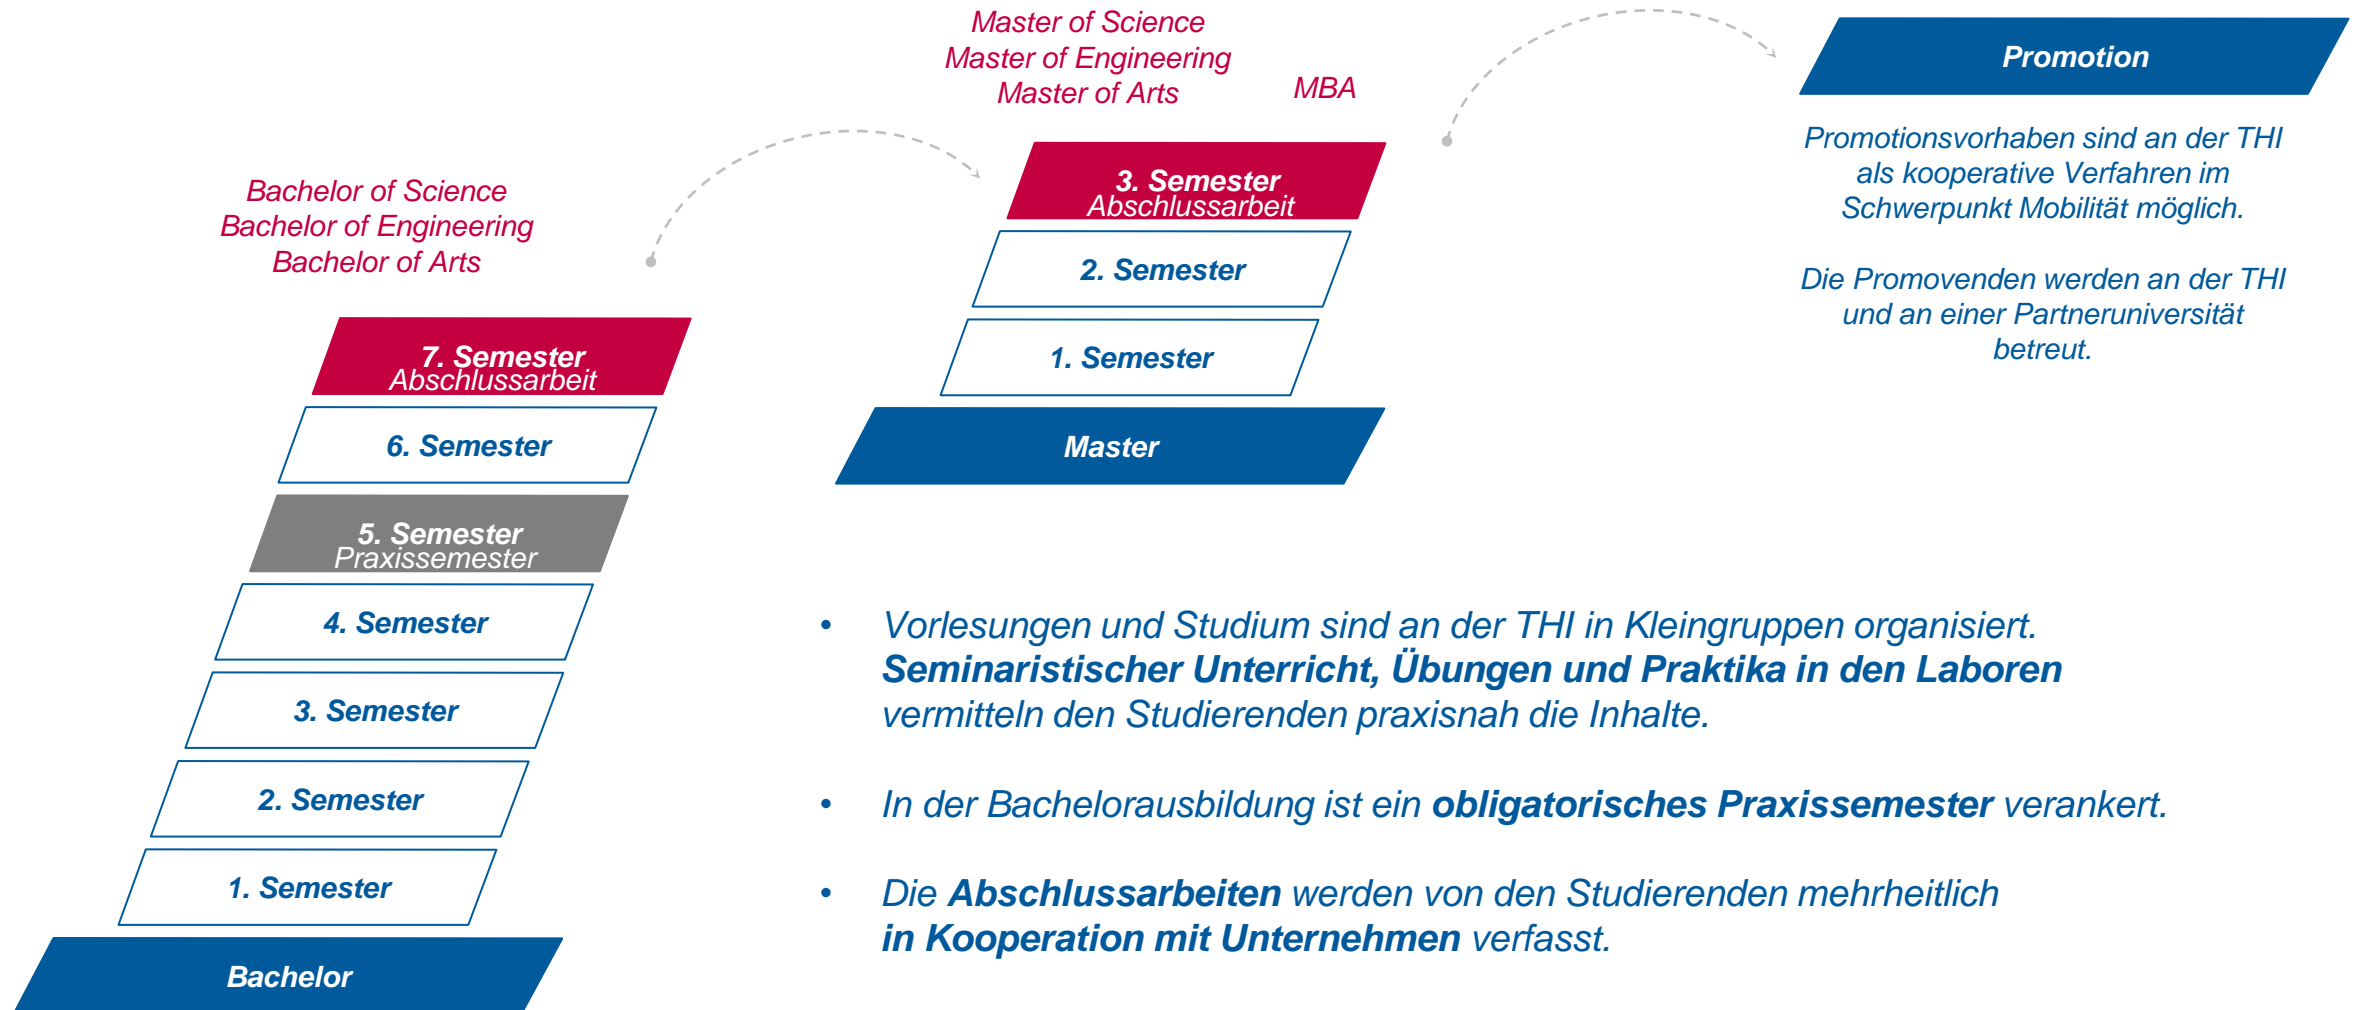 Master of Science
Master of Engineering
Master of Arts
MBA
Promotion
Promotionsvorhaben sind an der THI
als kooperative Verfahren im
Schwerpunkt Mobilität möglich.
Die Promovenden werden an der THI
und an einer Partneruniversität
betreut.
3. Semester
Abschlussarbeit
2. Semester
1. Semester
Master
Bachelor of Science
Bachelor of Engineering
Bachelor of Arts
7. Semester
Abschlussarbeit
6. Semester
5. Semester
Praxissemester
4. Semester
3. Semester
2. Semester
1. Semester
Bachelor
• Vorlesungen und Studium sind an der THI in Kleingruppen organisiert.
Seminaristischer Unterricht, Übungen und Praktika in den Laboren
vermitteln den Studierenden praxisnah die Inhalte.
• In der Bachelorausbildung ist ein obligatorisches Praxissemester verankert.
• Die Abschlussarbeiten werden von den Studierenden mehrheitlich
in Kooperation mit Unternehmen verfasst.